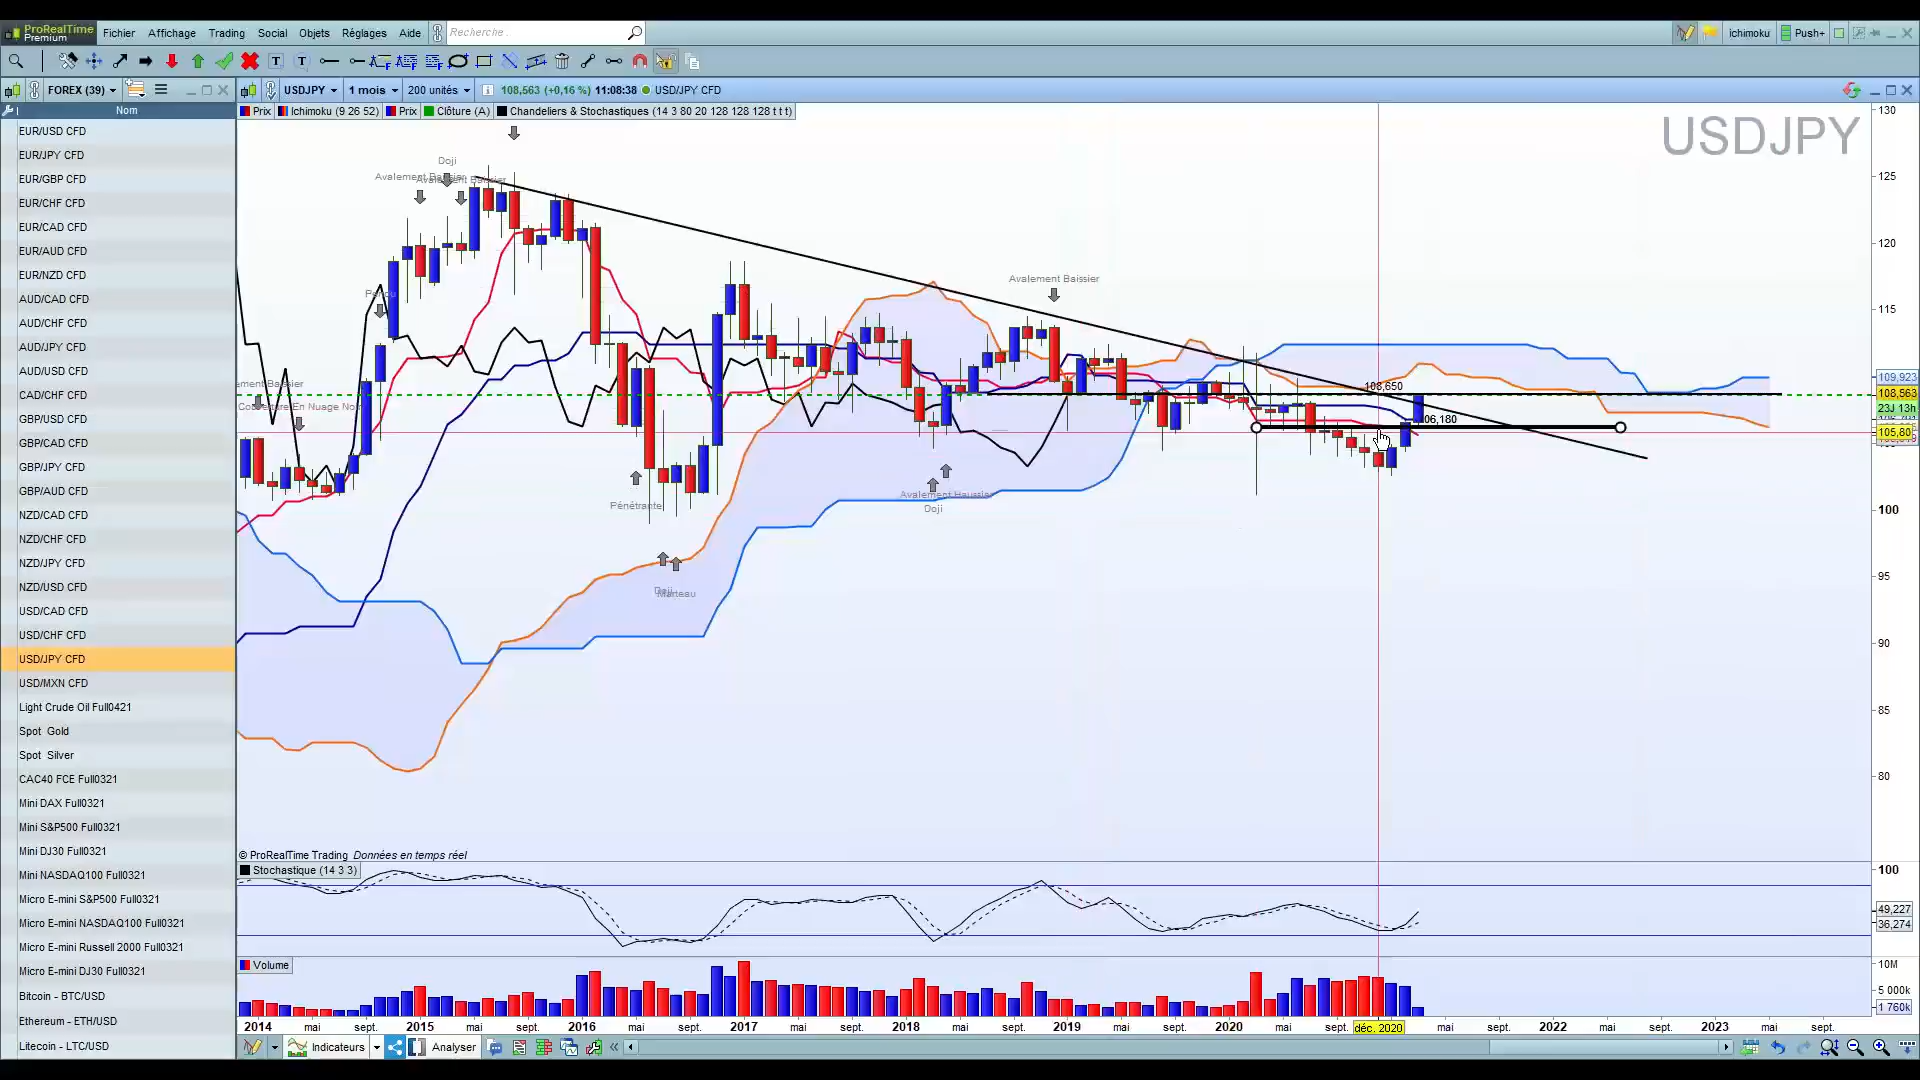 ProRealTime
Premium
Fichier Affichage Trading Social Objets Réglages Aide
Recherche...
ichimoku Push+
FOREX (39)
USDJPY 1 mois 200 unités 108,563 (+0,16 %) 11:08:38 USD/JPY CFD
Nom
Prix Ichimoku (9 26 52) Prix Clôture (A) Chandeliers & Stochastiques (14 3 80 20 128 128 128 t t t)
USDJPY
EUR/USD CFD
EUR/JPY CFD
EUR/GBP CFD
EUR/CHF CFD
EUR/CAD CFD
EUR/AUD CFD
EUR/NZD CFD
AUD/CAD CFD
AUD/CHF CFD
AUD/JPY CFD
AUD/USD CFD
CAD/CHF CFD
GBP/USD CFD
GBP/CAD CFD
GBP/JPY CFD
GBP/AUD CFD
NZD/CAD CFD
NZD/CHF CFD
NZD/JPY CFD
NZD/USD CFD
USD/CAD CFD
USD/CHF CFD
USD/JPY CFD
USD/MXN CFD
Light Crude Oil Full0421
Spot Gold
Spot Silver
CAC40 FCE Full0321
Mini DAX Full0321
Mini S&P500 Full0321
Mini DJ30 Full0321
Mini NASDAQ100 Full0321
Micro E-mini S&P500 Full0321
Micro E-mini NASDAQ100 Full0321
Micro E-mini Russell 2000 Full0321
Micro E-mini DJ30 Full0321
Bitcoin - BTC/USD
Ethereum - ETH/USD
Litecoin - LTC/USD
Doji
Avalement Baissier
Avalement Baissier
ement Baissier
Couverture En Nuage Noir
Pénétrante
Doji
Marteau
Avalement Haussier
Doji
Avalement Baissier
108,650
106,180
130
125
120
115
109,923
108,563
23J 13h
105,80
100
95
90
85
80
© ProRealTime Trading Données en temps réel
Stochastique (14 3 3)
100
49,227
36,274
Volume
10M
5 000k
1 760k
2014 mai sept. 2015 mai sept. 2016 mai sept. 2017 mai sept. 2018 mai sept. 2019 mai sept. 2020 mai sept. déc. 2020 mai sept. 2022 mai sept. 2023 mai sept.
Indicateurs Analyser